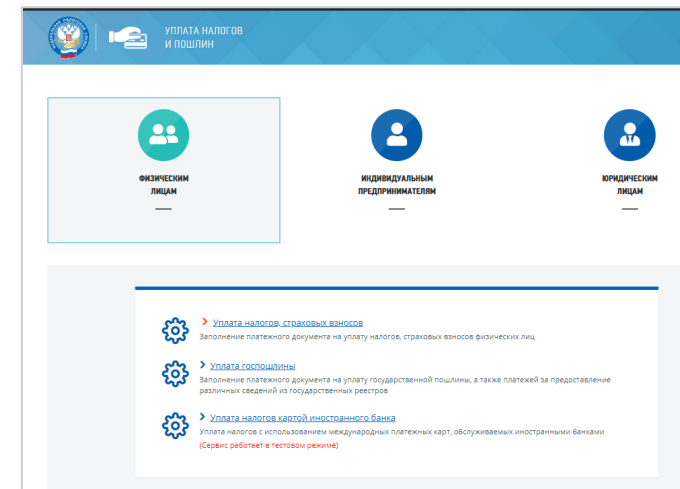 УПЛАТА НАЛОГОВ
И ПОШЛИН
ФИЗИЧЕСКИМ
ЛИЦАМ
ИНДИВИДУАЛЬНЫМ
ПРЕДПРИНИМАТЕЛЯМ
ЮРИДИЧЕСКИМ
ЛИЦАМ
Уплата налогов, страховых взносов
Заполнение платежного документа на уплату налогов, страховых взносов физических лиц
Уплата госпошлины
Заполнение платежного документа на уплату государственной пошлины, а также платежей за предоставление
различных сведений из государственных реестров
Уплата налогов картой иностранного банка
Уплата налогов с использованием международных платежных карт, обслуживаемых иностранными банками
(Сервис работает в тестовом режиме)